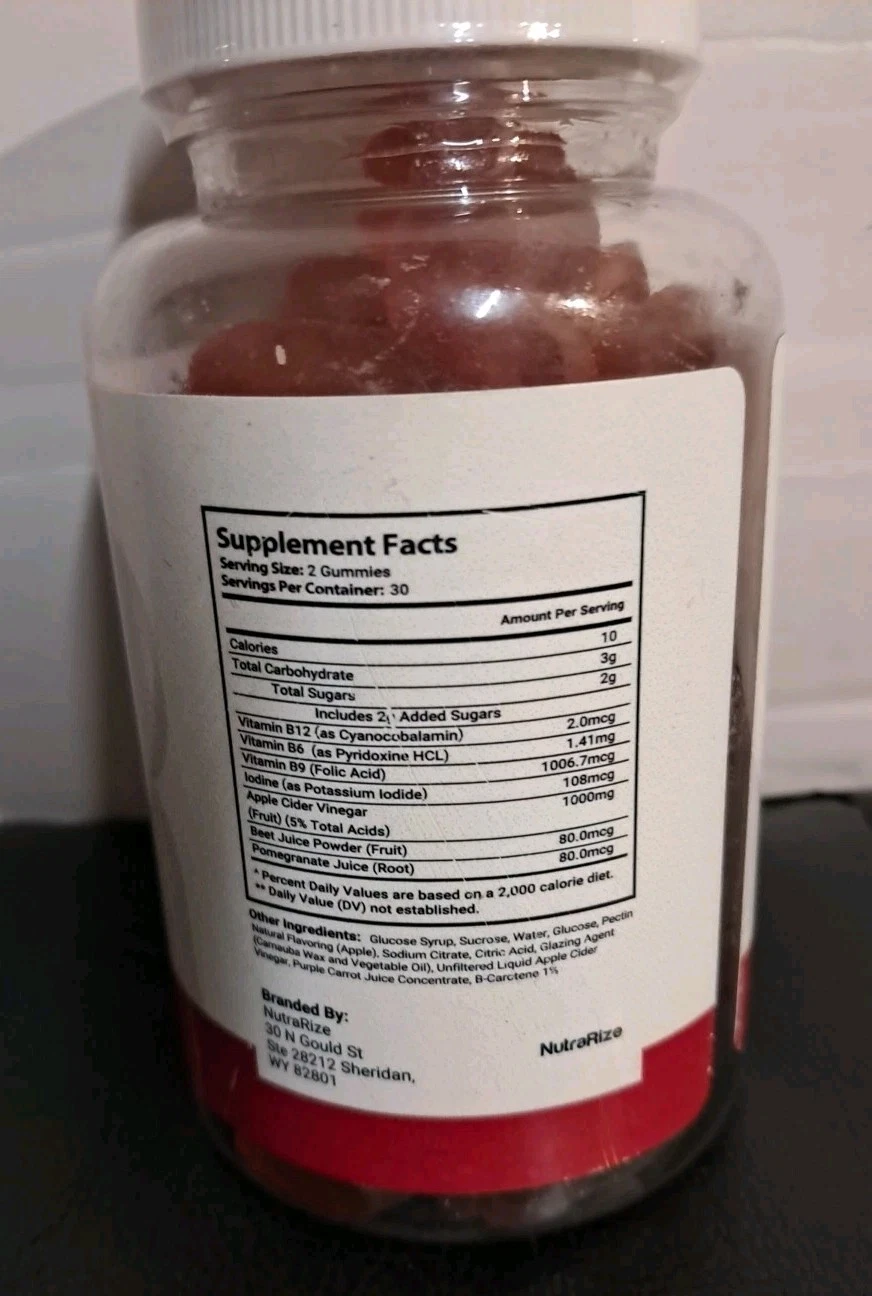 Supplement Facts
Serving Size: 2 Gummies
Servings Per Container: 30
Amount Per Serving
Calories 10
Total Carbohydrate 3g
Total Sugars 2g
Includes 2g Added Sugars
Vitamin B12 (as Cyanocobalamin) 2.0mcg
Vitamin B6 (as Pyridoxine HCL) 1.41mg
Vitamin B9 (Folic Acid) 1006.7mcg
Iodine (as Potassium Iodide) 108mcg
Apple Cider Vinegar 1000mg
(Fruit) (5% Total Acids)
Beet Juice Powder (Fruit) 80.0mcg
Pomegranate Juice (Root) 80.0mcg
* Percent Daily Values are based on a 2,000 calorie diet.
** Daily Value (DV) not established.
Other Ingredients: Glucose Syrup, Sucrose, Water, Glucose, Pectin
Natural Flavoring (Apple), Sodium Citrate, Citric Acid, Glazing Agent
(Carnauba Wax and Vegetable Oil), Unfiltered Liquid Apple Cider
Vinegar, Purple Carrot Juice Concentrate, B-Carctene 1%
Branded By:
NutraRize
30 N Gould St
Ste 28212 Sheridan,
WY 82801
NutraRize